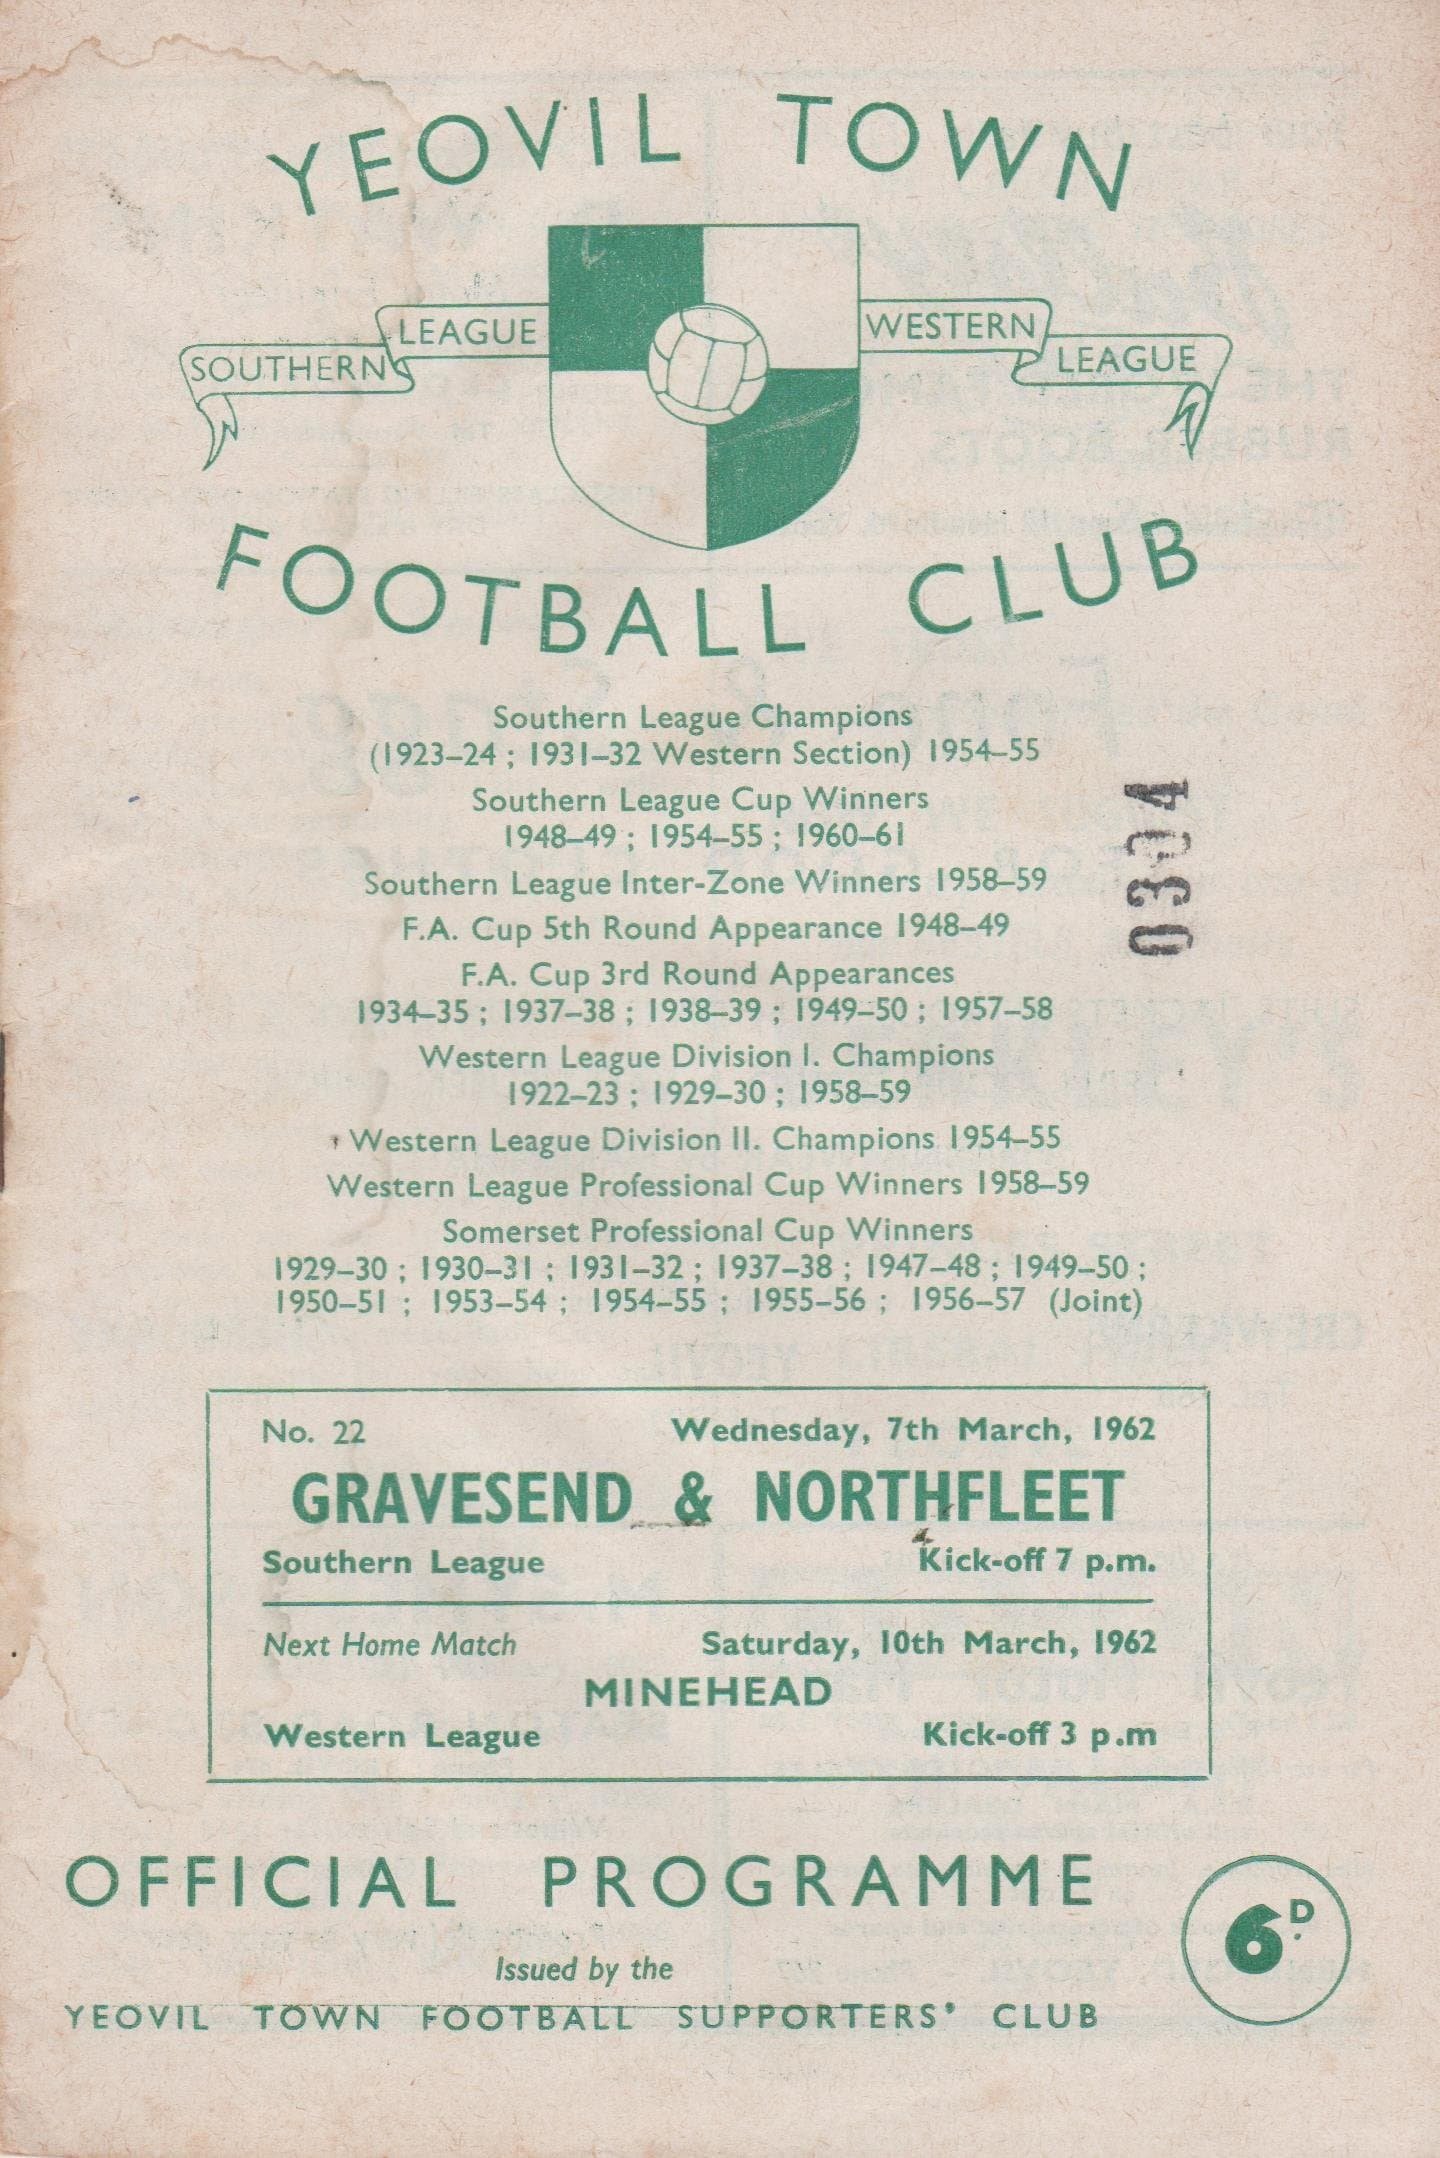 YEOVIL TOWN
SOUTHERN LEAGUE
WESTERN LEAGUE
FOOTBALL CLUB
Southern League Champions
(1923–24 ; 1931–32 Western Section) 1954–55
Southern League Cup Winners
1948–49 ; 1954–55 ; 1960–61
Southern League Inter-Zone Winners 1958–59
F.A. Cup 5th Round Appearance 1948–49
F.A. Cup 3rd Round Appearances
1934–35 ; 1937–38 ; 1938–39 ; 1949–50 ; 1957–58
Western League Division I. Champions
1922–23 ; 1929–30 ; 1958–59
Western League Division II. Champions 1954–55
Western League Professional Cup Winners 1958–59
Somerset Professional Cup Winners
1929–30 ; 1930–31 ; 1931–32 ; 1937–38 ; 1947–48 ; 1949–50 ;
1950–51 ; 1953–54 ; 1954–55 ; 1955–56 ; 1956–57 (Joint)
0304
No. 22 Wednesday, 7th March, 1962
GRAVESEND & NORTHFLEET
Southern League Kick-off 7 p.m.
Next Home Match Saturday, 10th March, 1962
MINEHEAD
Western League Kick-off 3 p.m
OFFICIAL PROGRAMME
6D.
Issued by the
YEOVIL TOWN FOOTBALL SUPPORTERS' CLUB